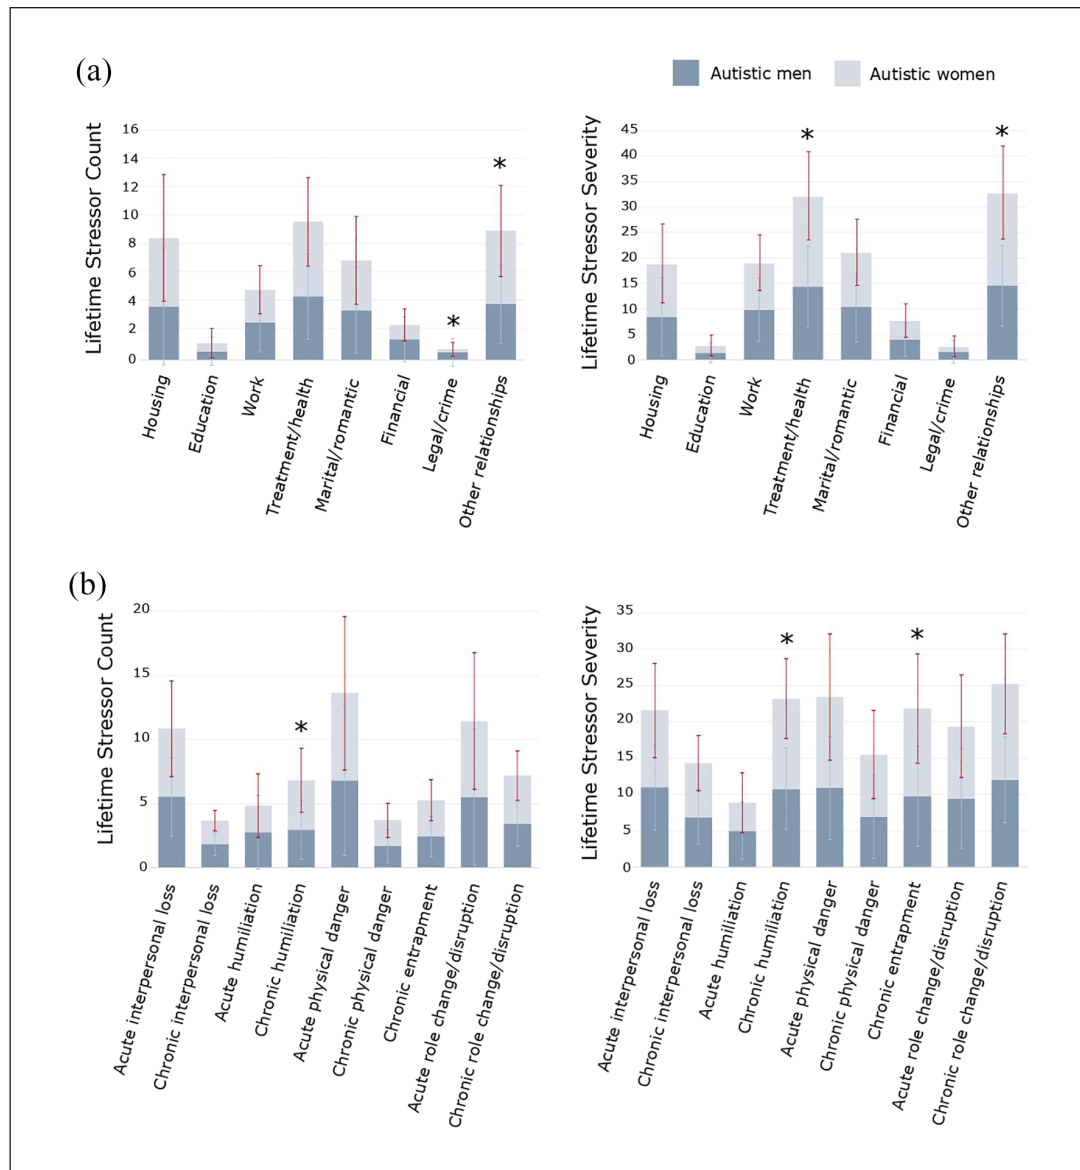 (a)
Autistic men
Autistic women
Lifetime Stressor Count
16
14
12
10
8
6
4
2
0
*
*
Housing
Education
Work
Treatment/health
Marital/romantic
Financial
Legal/crime
Other relationships
Lifetime Stressor Severity
45
40
35
30
25
20
15
10
5
0
*
*
Housing
Education
Work
Treatment/health
Marital/romantic
Financial
Legal/crime
Other relationships
(b)
Lifetime Stressor Count
20
15
10
5
0
*
Acute interpersonal loss
Chronic interpersonal loss
Acute humiliation
Chronic humiliation
Acute physical danger
Chronic physical danger
Chronic entrapment
Acute role change/disruption
Chronic role change/disruption
Lifetime Stressor Severity
35
30
25
20
15
10
5
0
*
*
Acute interpersonal loss
Chronic interpersonal loss
Acute humiliation
Chronic humiliation
Acute physical danger
Chronic physical danger
Chronic entrapment
Acute role change/disruption
Chronic role change/disruption